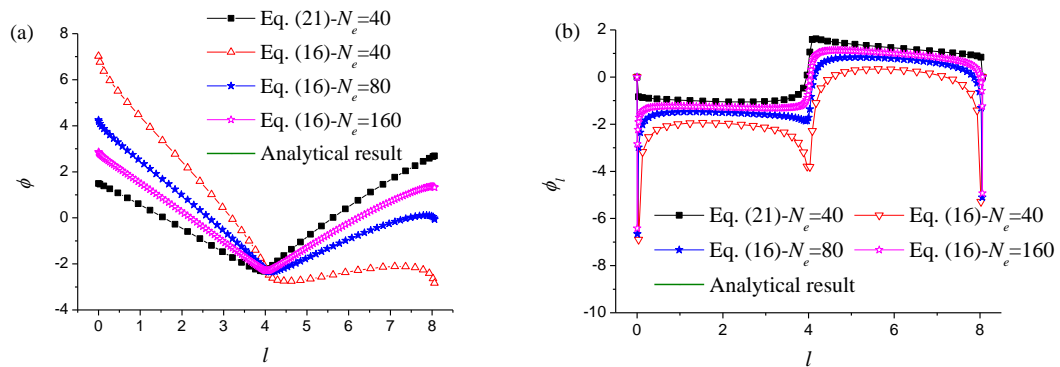 (a)
Eq. (21)-Nₑ=40
Eq. (16)-Nₑ=40
Eq. (16)-Nₑ=80
Eq. (16)-Nₑ=160
Analytical result
8
6
4
2
0
-2
-4
ϕ
0 1 2 3 4 5 6 7 8
l
(b)
2
0
-2
-4
-6
-8
-10
ϕₗ
Eq. (21)-Nₑ=40 Eq. (16)-Nₑ=40
Eq. (16)-Nₑ=80 Eq. (16)-Nₑ=160
Analytical result
0 2 4 6 8
l